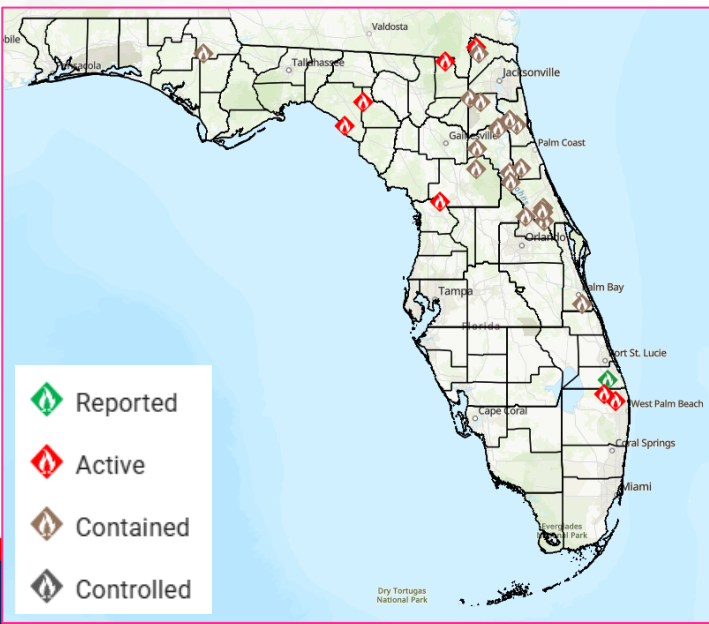 Valdosta
Tallahassee
Jacksonville
Gainesville
Palm Coast
Orlando
Tampa
Palm Bay
Florida
Port St. Lucie
West Palm Beach
Cape Coral
Coral Springs
Miami
Everglades
National Park
Dry Tortugas
National Park
Reported
Active
Contained
Controlled